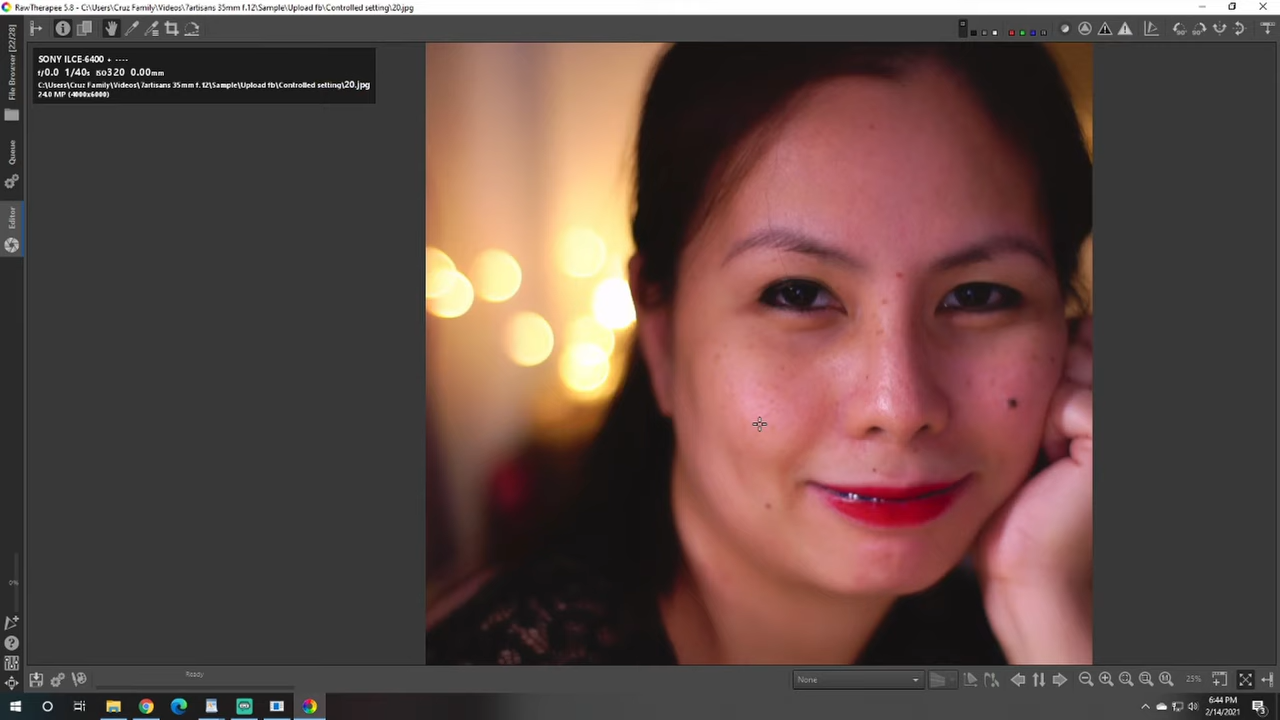 RawTherapee 5.8 - C:\Users\Cruz Family\Videos\7artisans 35mm f.12\Sample\Upload fb\Controlled setting\20.jpg
File Browser [22/28]
SONY ILCE-6400 + ----
f/0.0 1/40s ISO320 0.00mm
C:\Users\Cruz Family\Videos\7artisans 35mm f.12\Sample\Upload fb\Controlled setting\20.jpg
24.0 MP (4000x6000)
Queue
Editor
0%
Ready
None
25%
6:44 PM
2/14/2021